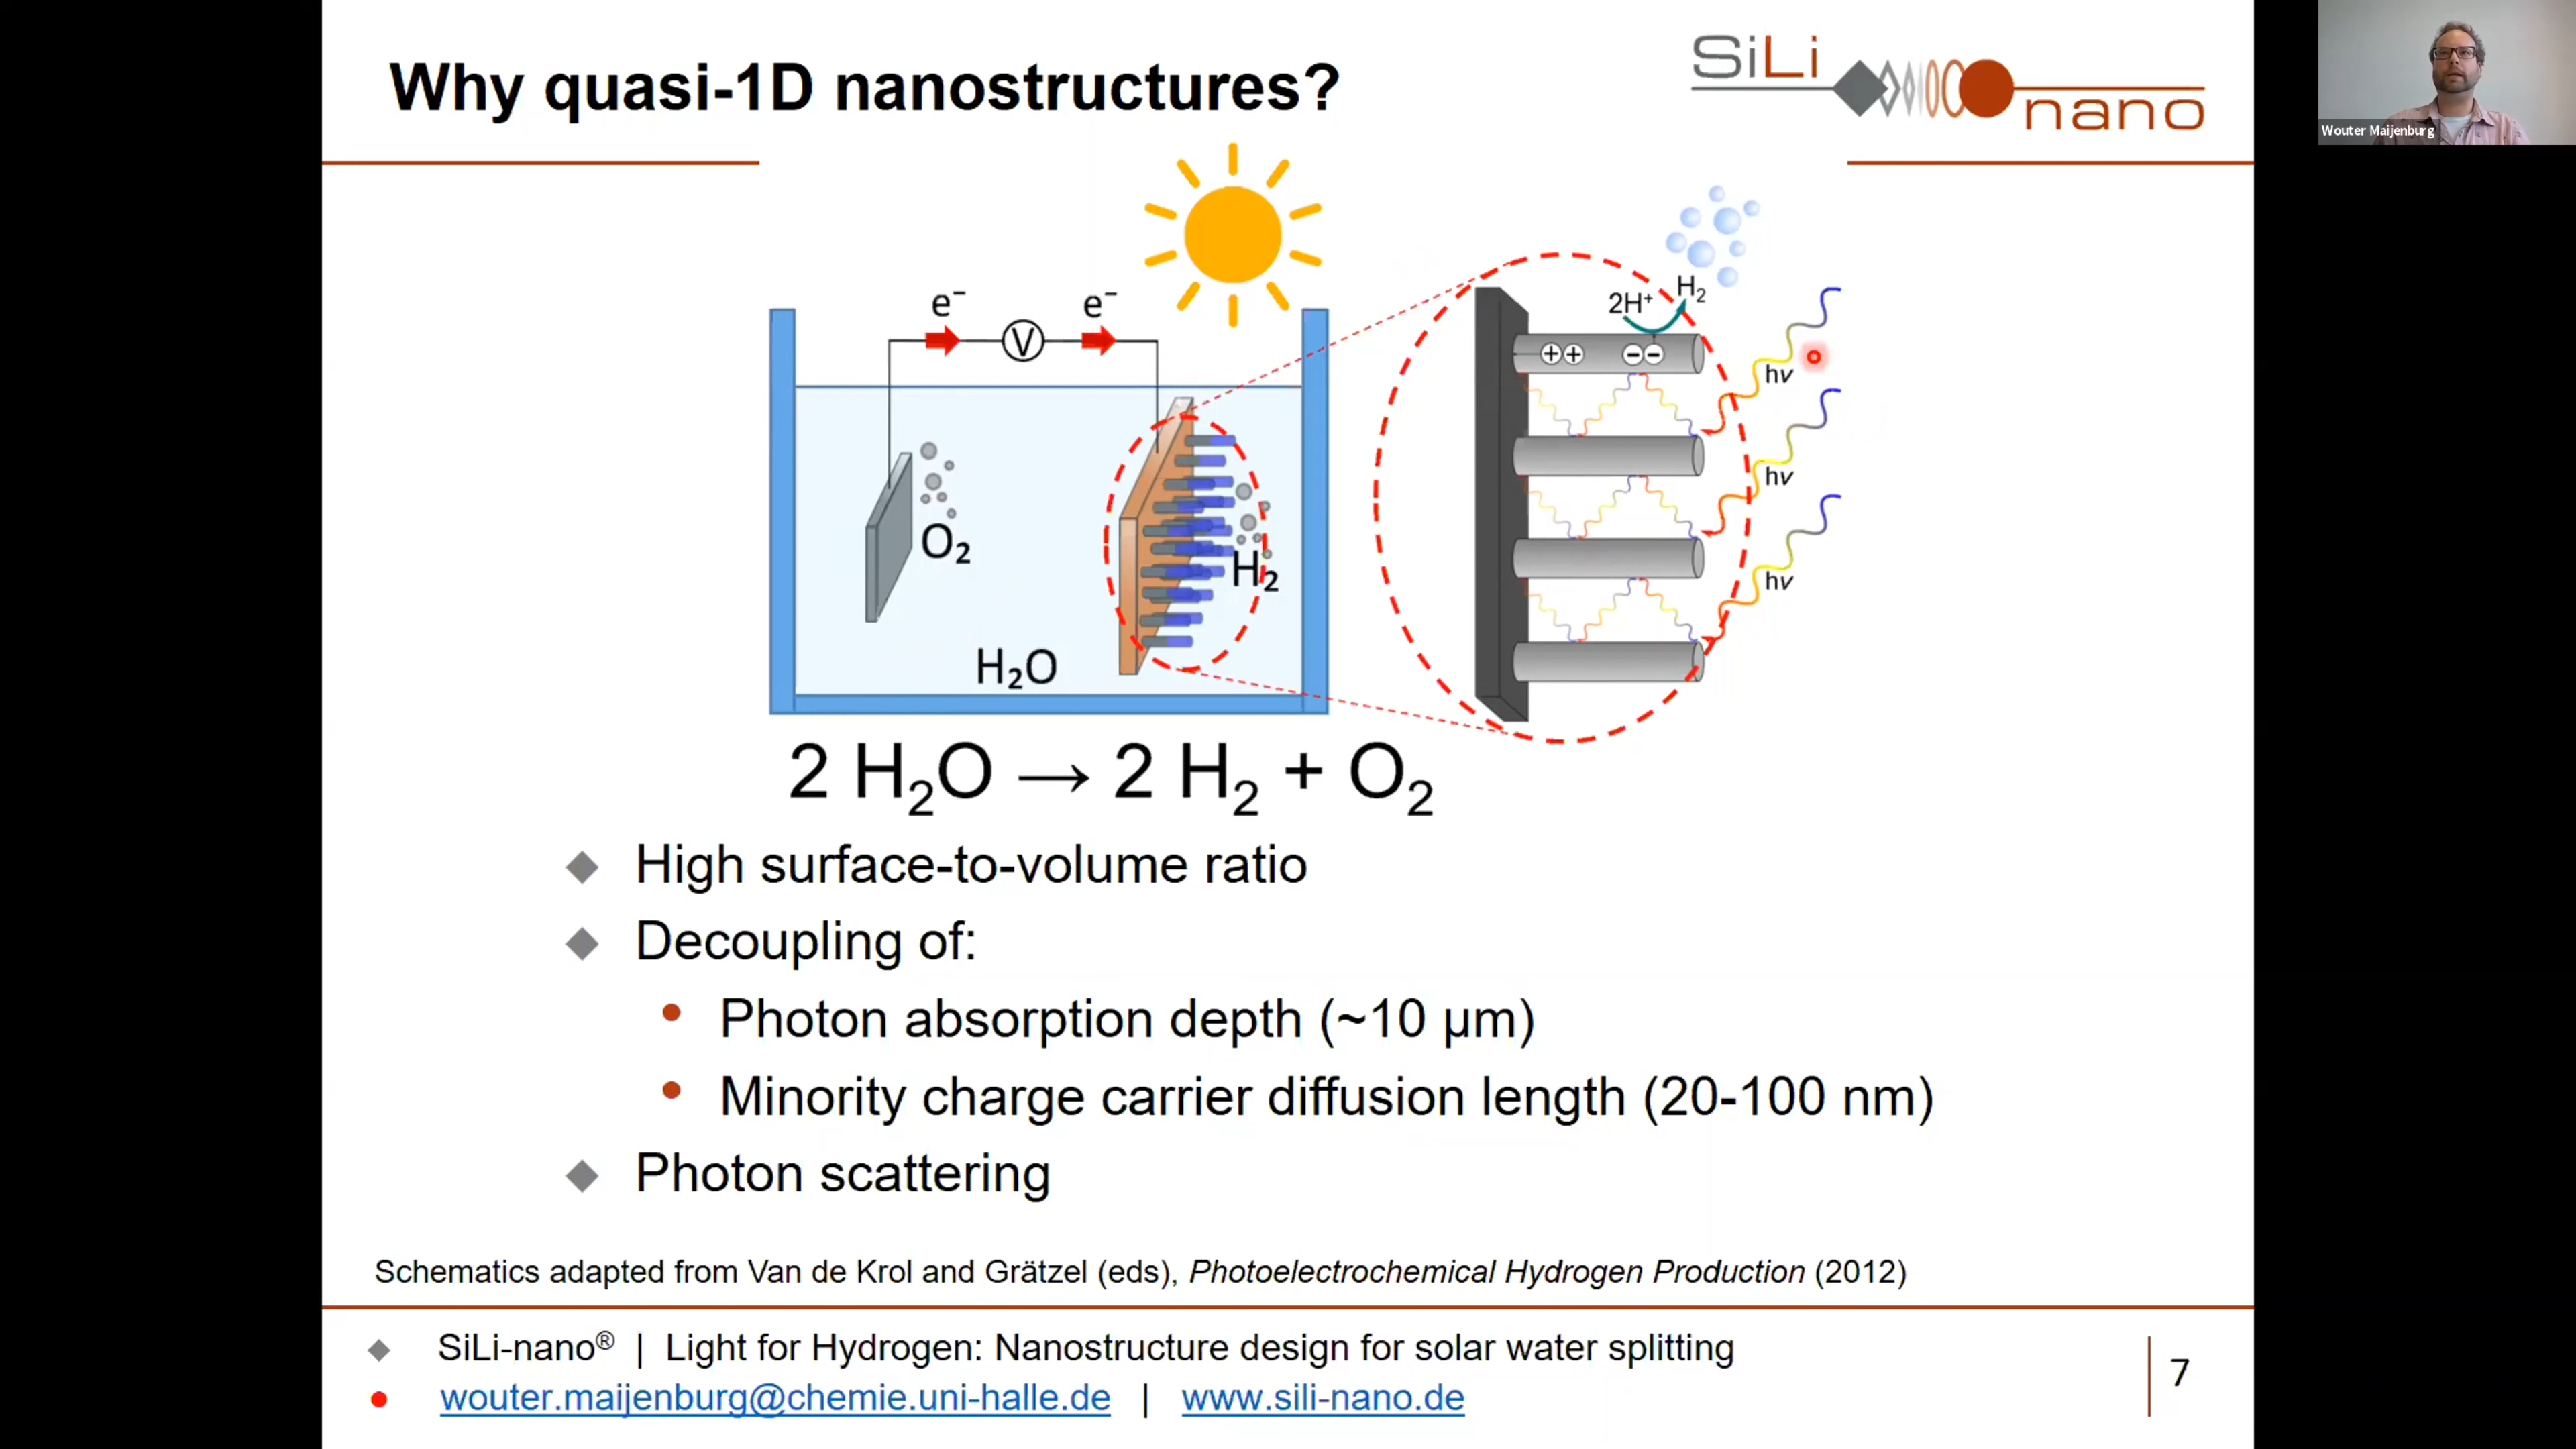 Why quasi-1D nanostructures?
SiLi
nano
Wouter Maijenburg
e⁻
V
e⁻
O₂
H₂
H₂O
2H⁺
H₂
++
−−
hν
hν
hν
2 H₂O → 2 H₂ + O₂
◆ High surface-to-volume ratio
◆ Decoupling of:
• Photon absorption depth (~10 µm)
• Minority charge carrier diffusion length (20-100 nm)
◆ Photon scattering
Schematics adapted from Van de Krol and Grätzel (eds), Photoelectrochemical Hydrogen Production (2012)
◆ SiLi-nano® | Light for Hydrogen: Nanostructure design for solar water splitting
• wouter.maijenburg@chemie.uni-halle.de | www.sili-nano.de
7